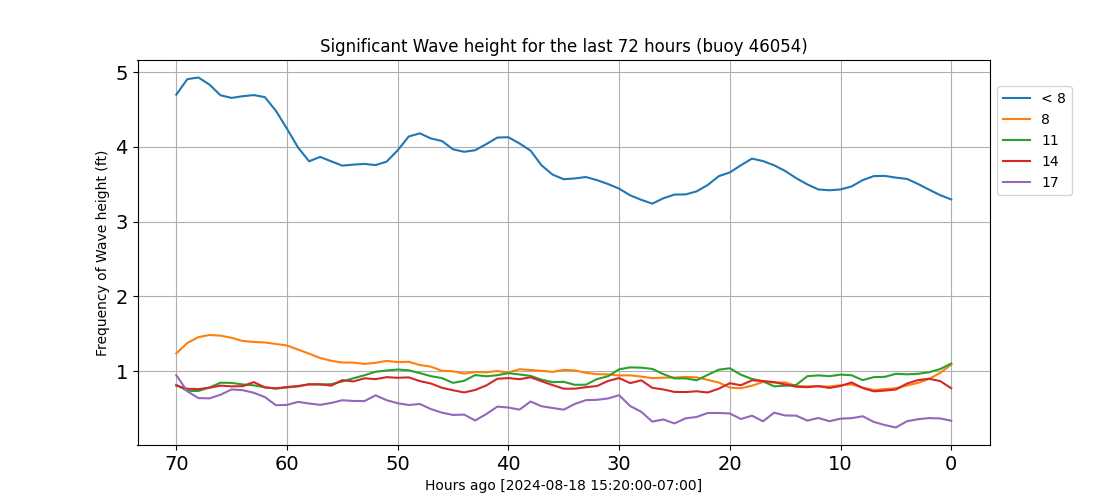 Significant Wave height for the last 72 hours (buoy 46054)
Frequency of Wave height (ft)
5
4
3
2
1
70 60 50 40 30 20 10 0
Hours ago [2024-08-18 15:20:00-07:00]
< 8
8
11
14
17